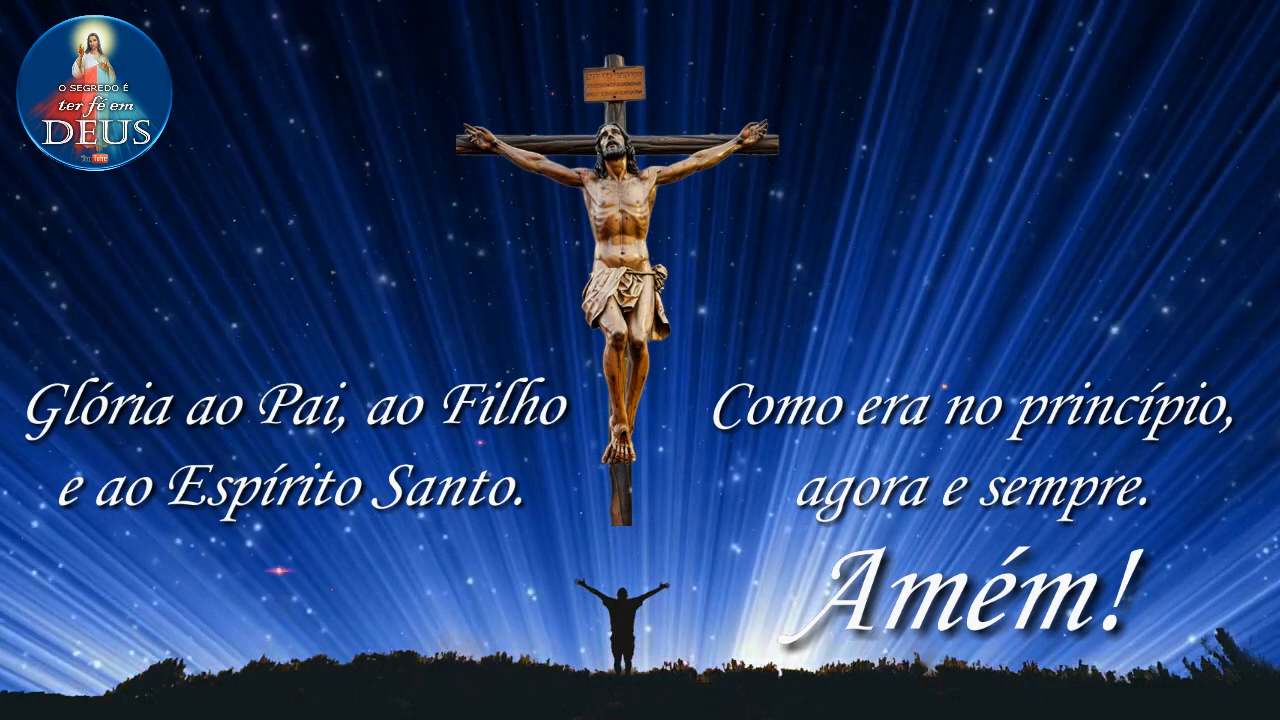 O SEGREDO É
ter fé em
DEUS
Glória ao Pai, ao Filho
e ao Espírito Santo.
Como era no princípio,
agora e sempre.
Amém!